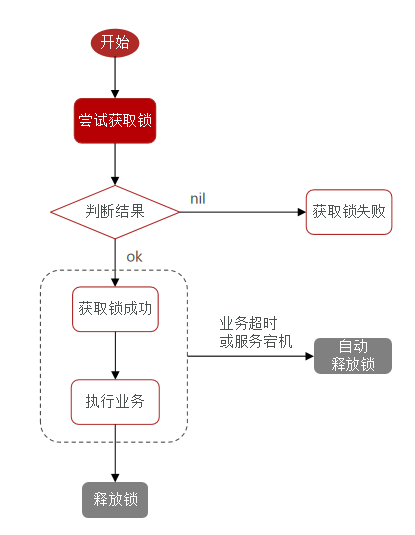 开始
尝试获取锁
判断结果
nil
获取锁失败
ok
获取锁成功
业务超时
或服务宕机
自动
释放锁
执行业务
释放锁